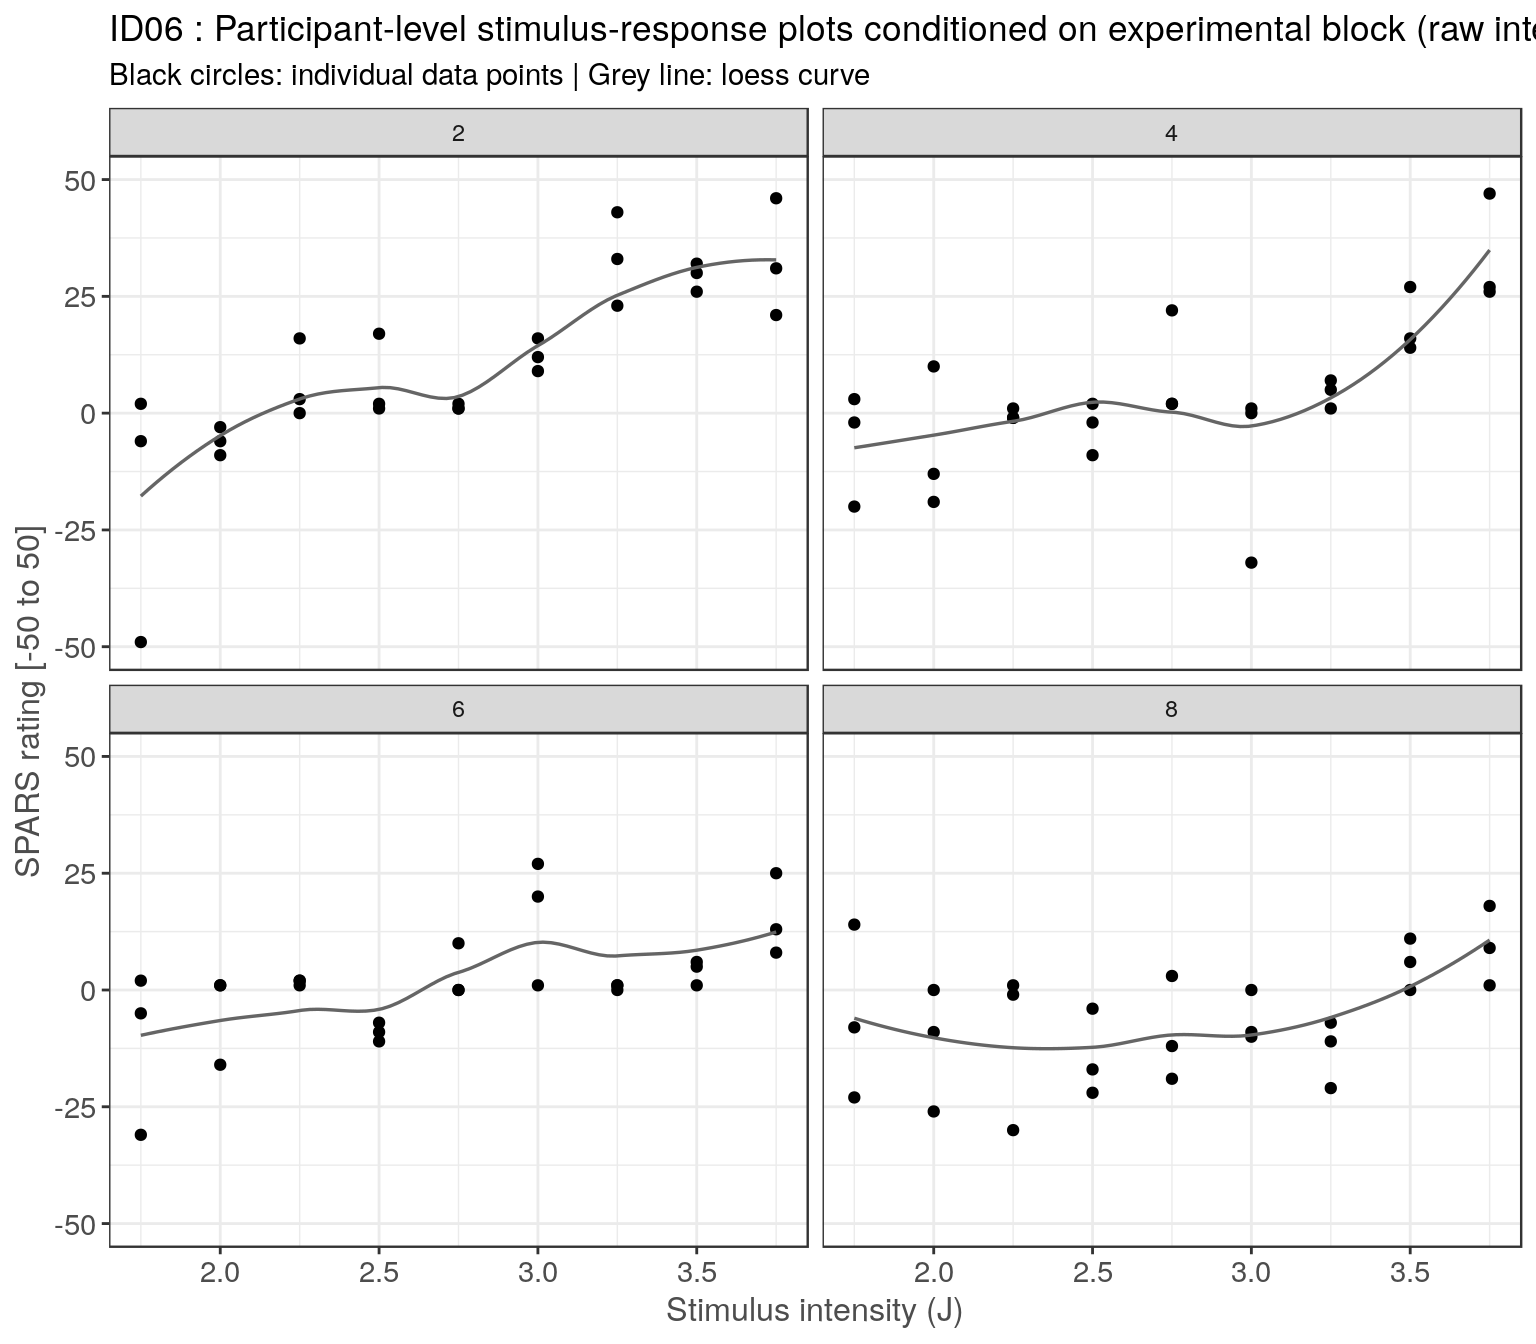 ID06 : Participant-level stimulus-response plots conditioned on experimental block (raw
Black circles: individual data points | Grey line: loess curve
2
4
50
25
0
-25
-50
6
8
50
25
0
-25
-50
SPARS rating [-50 to 50]
2.0 2.5 3.0 3.5
2.0 2.5 3.0 3.5
Stimulus intensity (J)